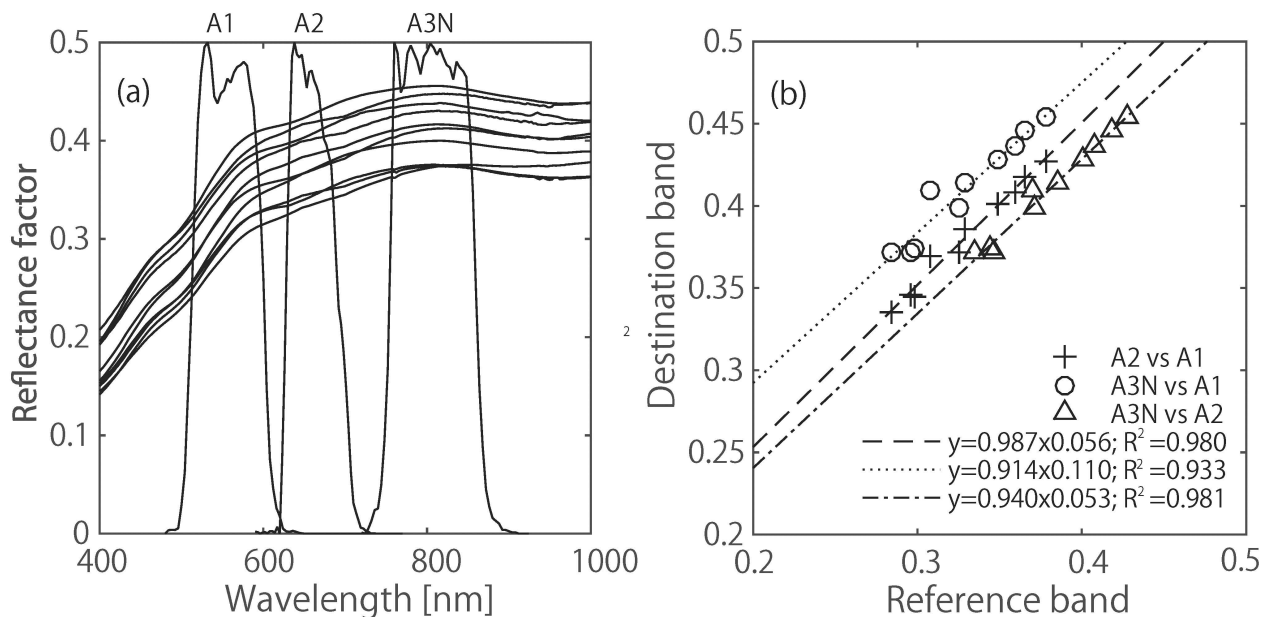 A1 A2 A3N
(a)
0.5
0.4
0.3
0.2
0.1
0
400 600 800 1000
Wavelength [nm]
Reflectance factor
2
(b)
0.5
0.45
0.4
0.35
0.3
0.25
0.2
0.2 0.3 0.4 0.5
Reference band
Destination band
A2 vs A1
A3N vs A1
A3N vs A2
y=0.987x0.056; R² =0.980
y=0.914x0.110; R² =0.933
y=0.940x0.053; R² =0.981